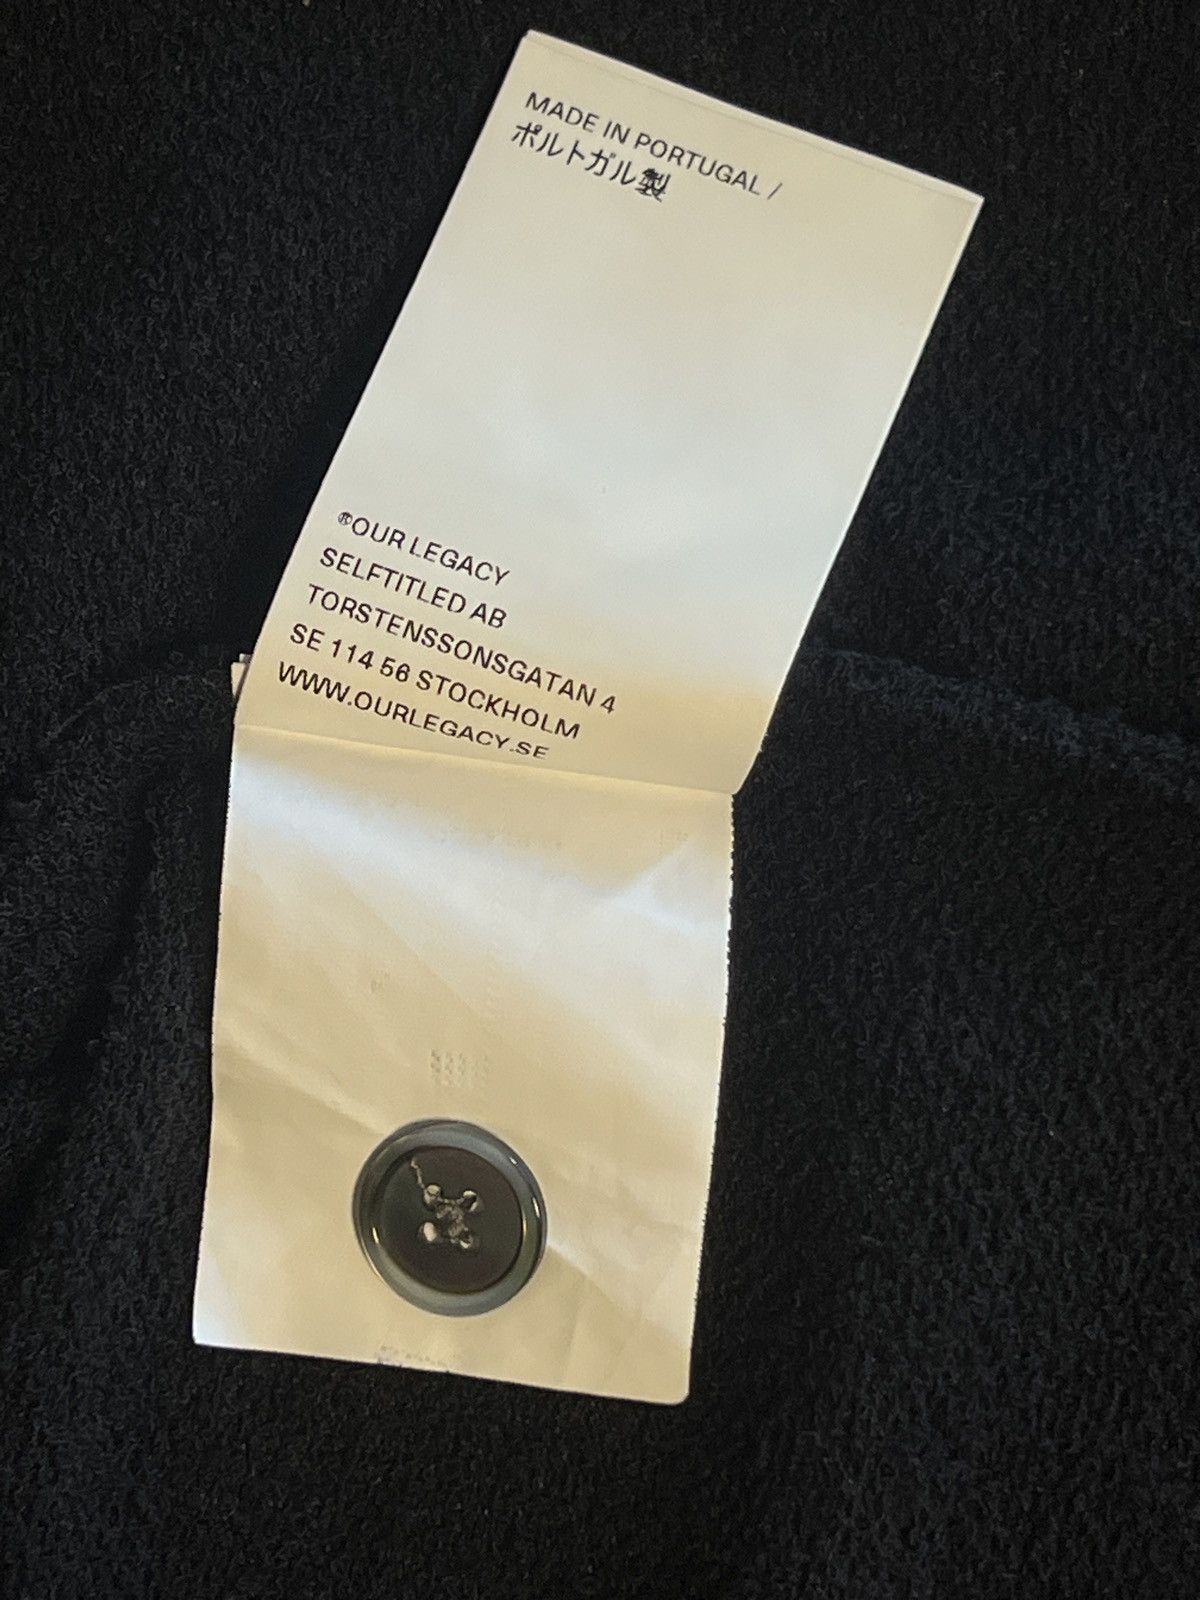 MADE IN PORTUGAL /
ポルトガル製
®OUR LEGACY
SELFTITLED AB
TORSTENSSONSGATAN 4
SE 114 56 STOCKHOLM
WWW.OURLEGACY.SE